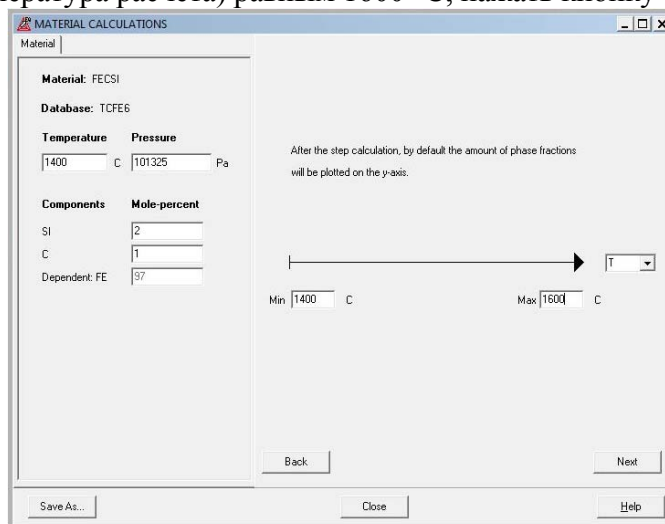 MATERIAL CALCULATIONS
Material
Material: FECSI
Database: TCFE6
Temperature Pressure
1400 C 101325 Pa
Components Mole-percent
SI 2
C 1
Dependent: FE 97
After the step calculation, by default the amount of phase fractions
will be plotted on the y-axis.
T
Min 1400 C Max 1600 C
Back Next
Save As... Close Help